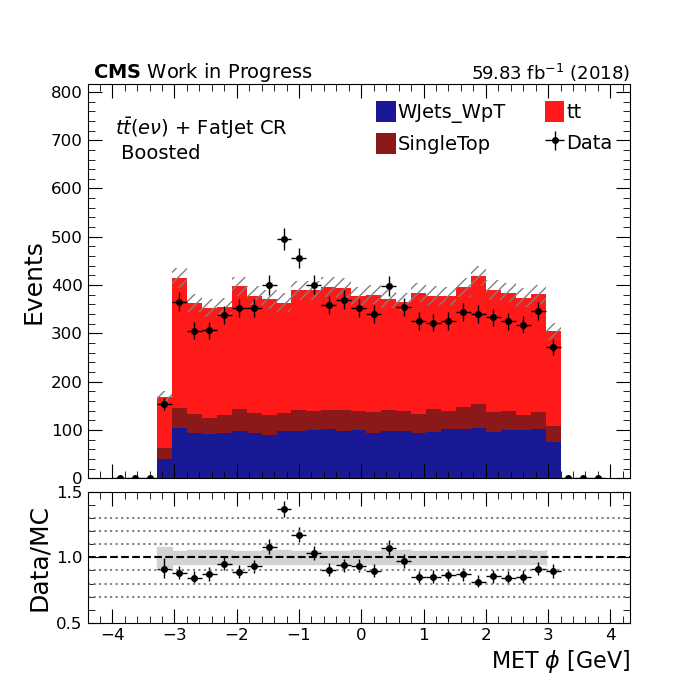 CMS Work in Progress 59.83 fb⁻¹ (2018)
800
700
600
500
400
300
200
100
0
Events
tt̄(eν) + FatJet CR
Boosted
WJets_WpT tt
SingleTop Data
1.5
1.0
0.5
Data/MC
−4 −3 −2 −1 0 1 2 3 4
MET ϕ [GeV]